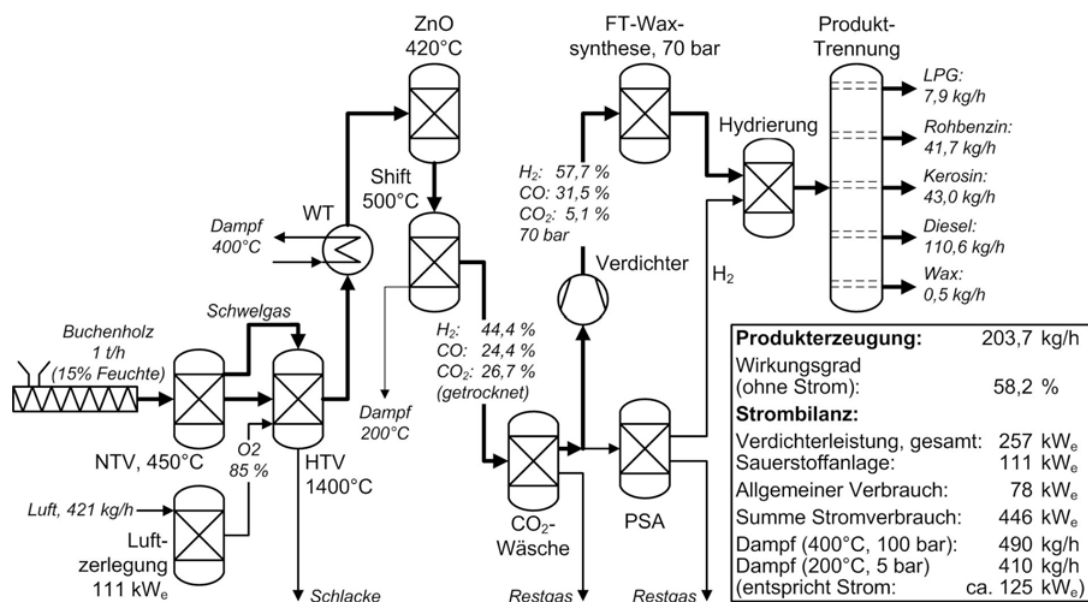 ZnO
420°C
FT-Wax-
synthese, 70 bar
Produkt-
Trennung
LPG:
7,9 kg/h
Rohbenzin:
41,7 kg/h
Kerosin:
43,0 kg/h
Diesel:
110,6 kg/h
Wax:
0,5 kg/h
Hydrierung
H₂: 57,7 %
CO: 31,5 %
CO₂: 5,1 %
70 bar
Shift
500°C
WT
Dampf
400°C
Verdichter
H₂
Schwelgas
Buchenholz
1 t/h
(15% Feuchte)
H₂: 44,4 %
CO: 24,4 %
CO₂: 26,7 %
(getrocknet)
Dampf
200°C
NTV, 450°C
O2
85 %
HTV
1400°C
Luft, 421 kg/h
Luft-
zerlegung
111 kWₑ
CO₂-
Wäsche
PSA
Schlacke
Restgas
Restgas
Produkterzeugung: 203,7 kg/h
Wirkungsgrad
(ohne Strom): 58,2 %
Strombilanz:
Verdichterleistung, gesamt: 257 kWₑ
Sauerstoffanlage: 111 kWₑ
Allgemeiner Verbrauch: 78 kWₑ
Summe Stromverbrauch: 446 kWₑ
Dampf (400°C, 100 bar): 490 kg/h
Dampf (200°C, 5 bar) 410 kg/h
(entspricht Strom: ca. 125 kWₑ)